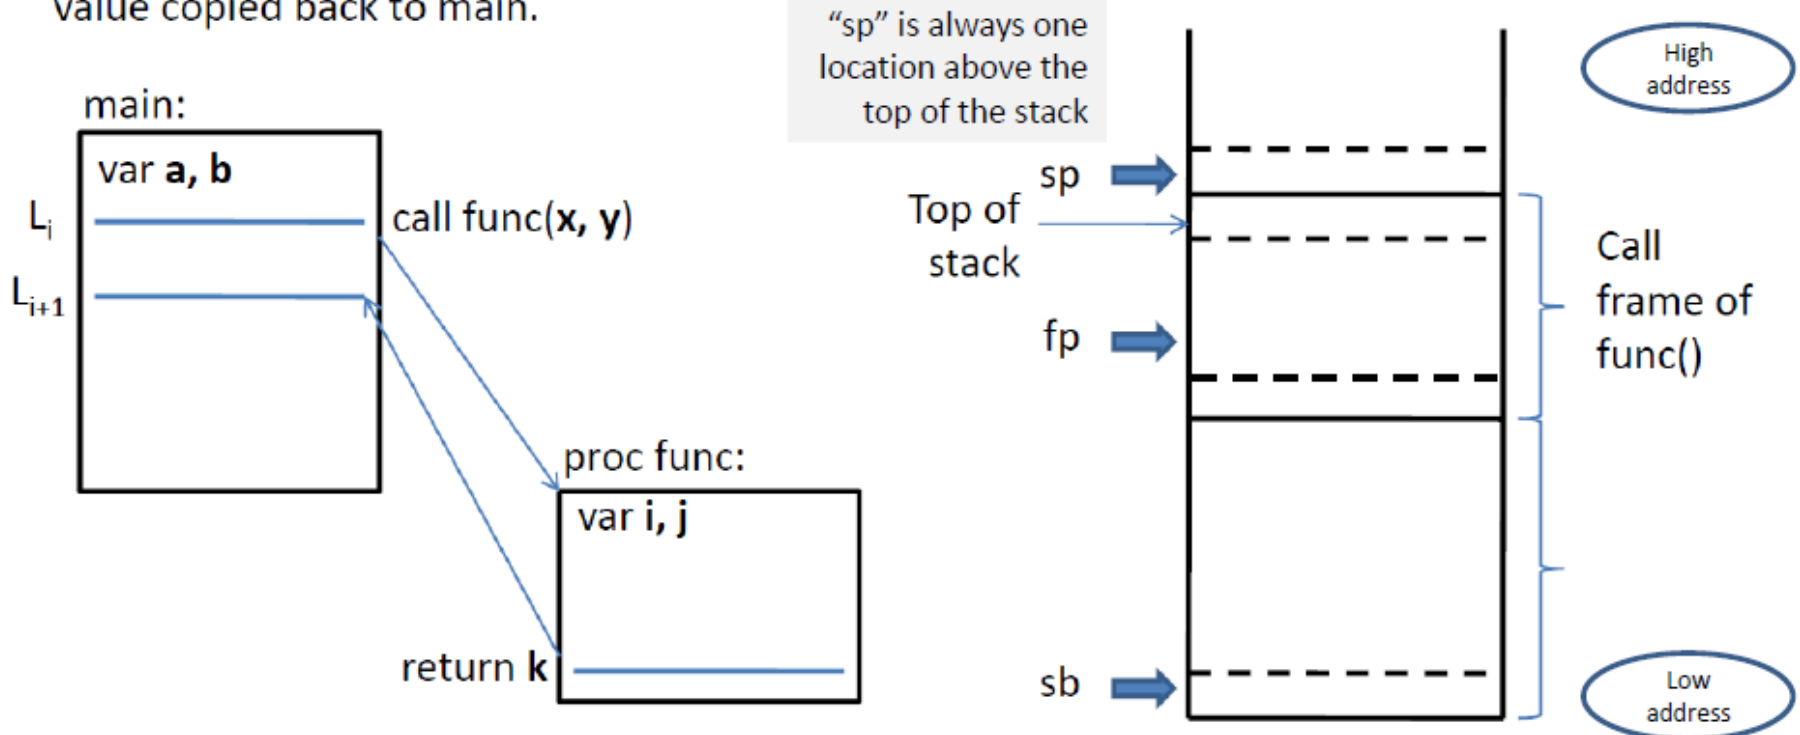 value copied back to main.
"sp" is always one
location above the
top of the stack
High
address
main:
var a, b
Li
call func(x, y)
Li+1
proc func:
var i, j
return k
sp
Top of
stack
fp
sb
Call
frame of
func()
Low
address